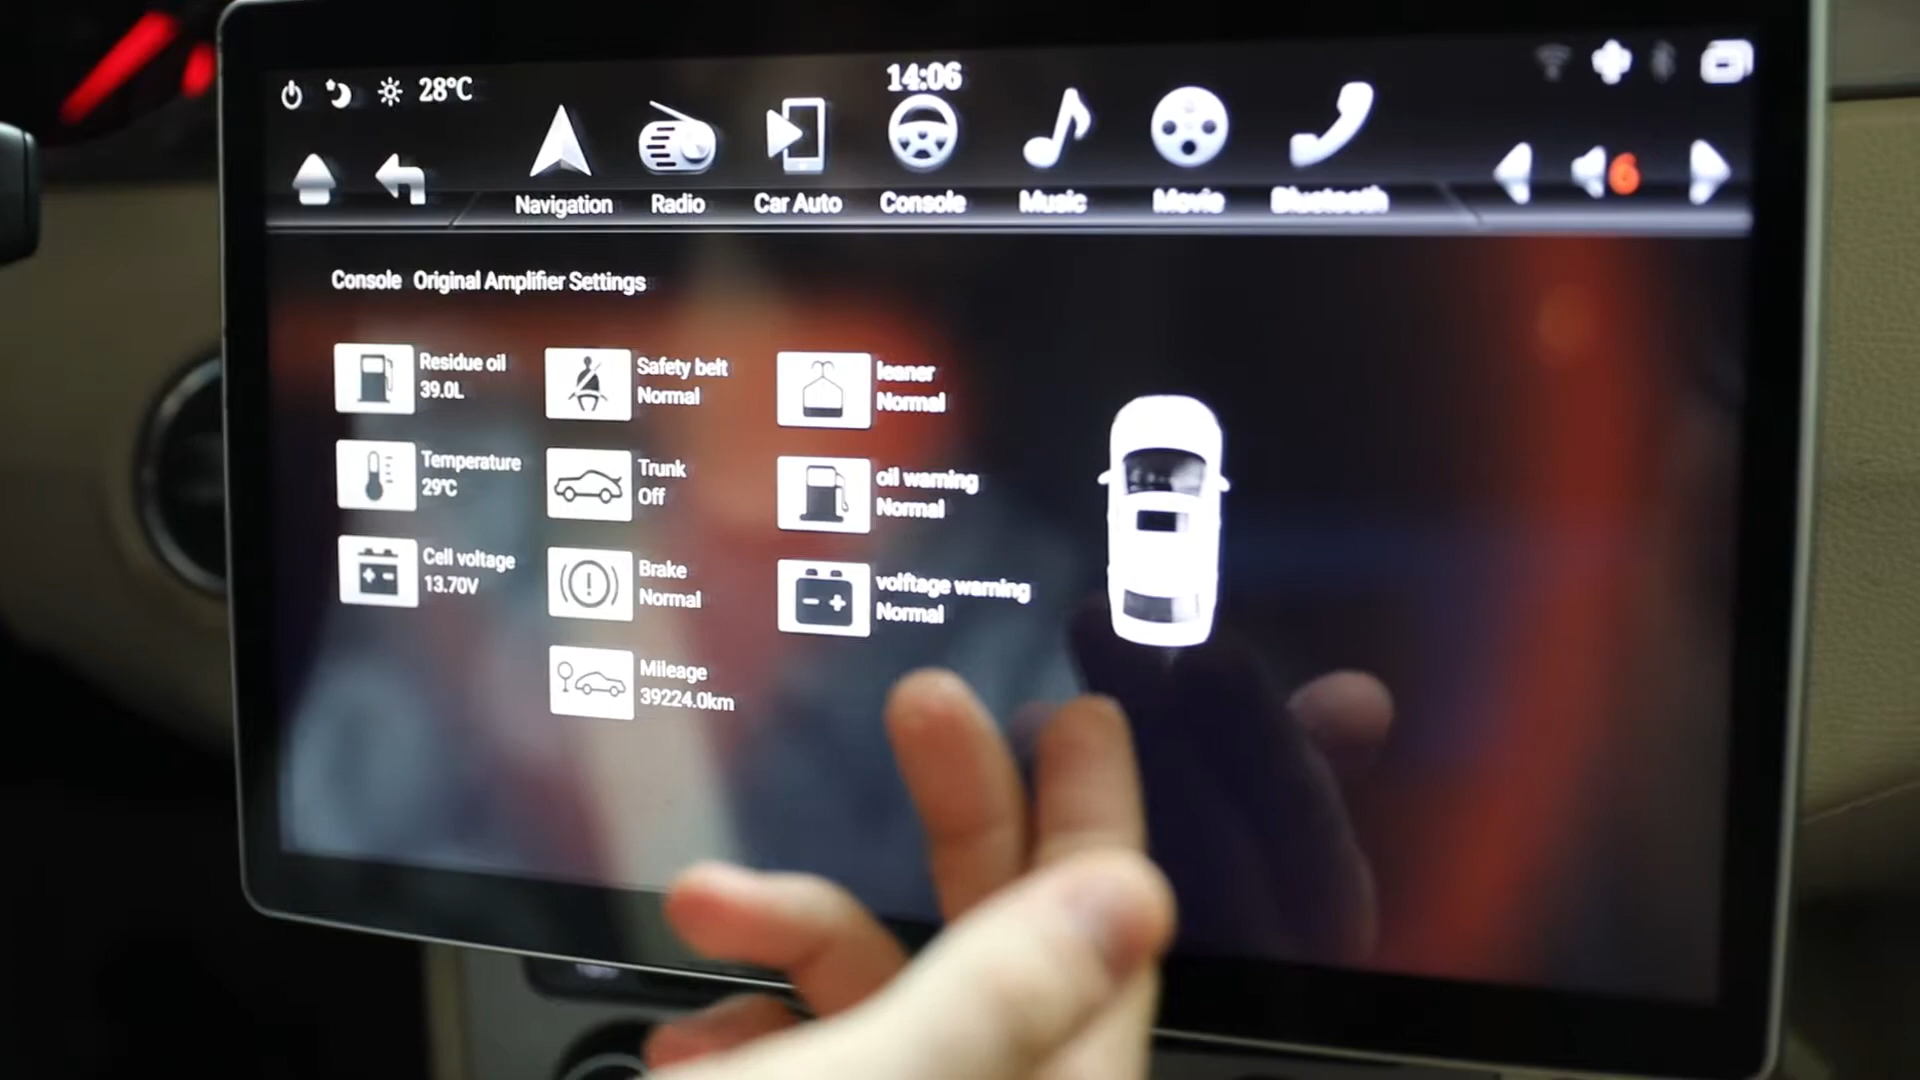 28°C
14:06
Navigation
Radio
Car Auto
Console
Music
Movie
Bluetooth
6
Console Original Amplifier Settings
Residue oil
39.0L
Safety belt
Normal
leaner
Normal
Temperature
29℃
Trunk
Off
oil warning
Normal
Cell voltage
13.70V
Brake
Normal
volftage warning
Normal
Mileage
39224.0km